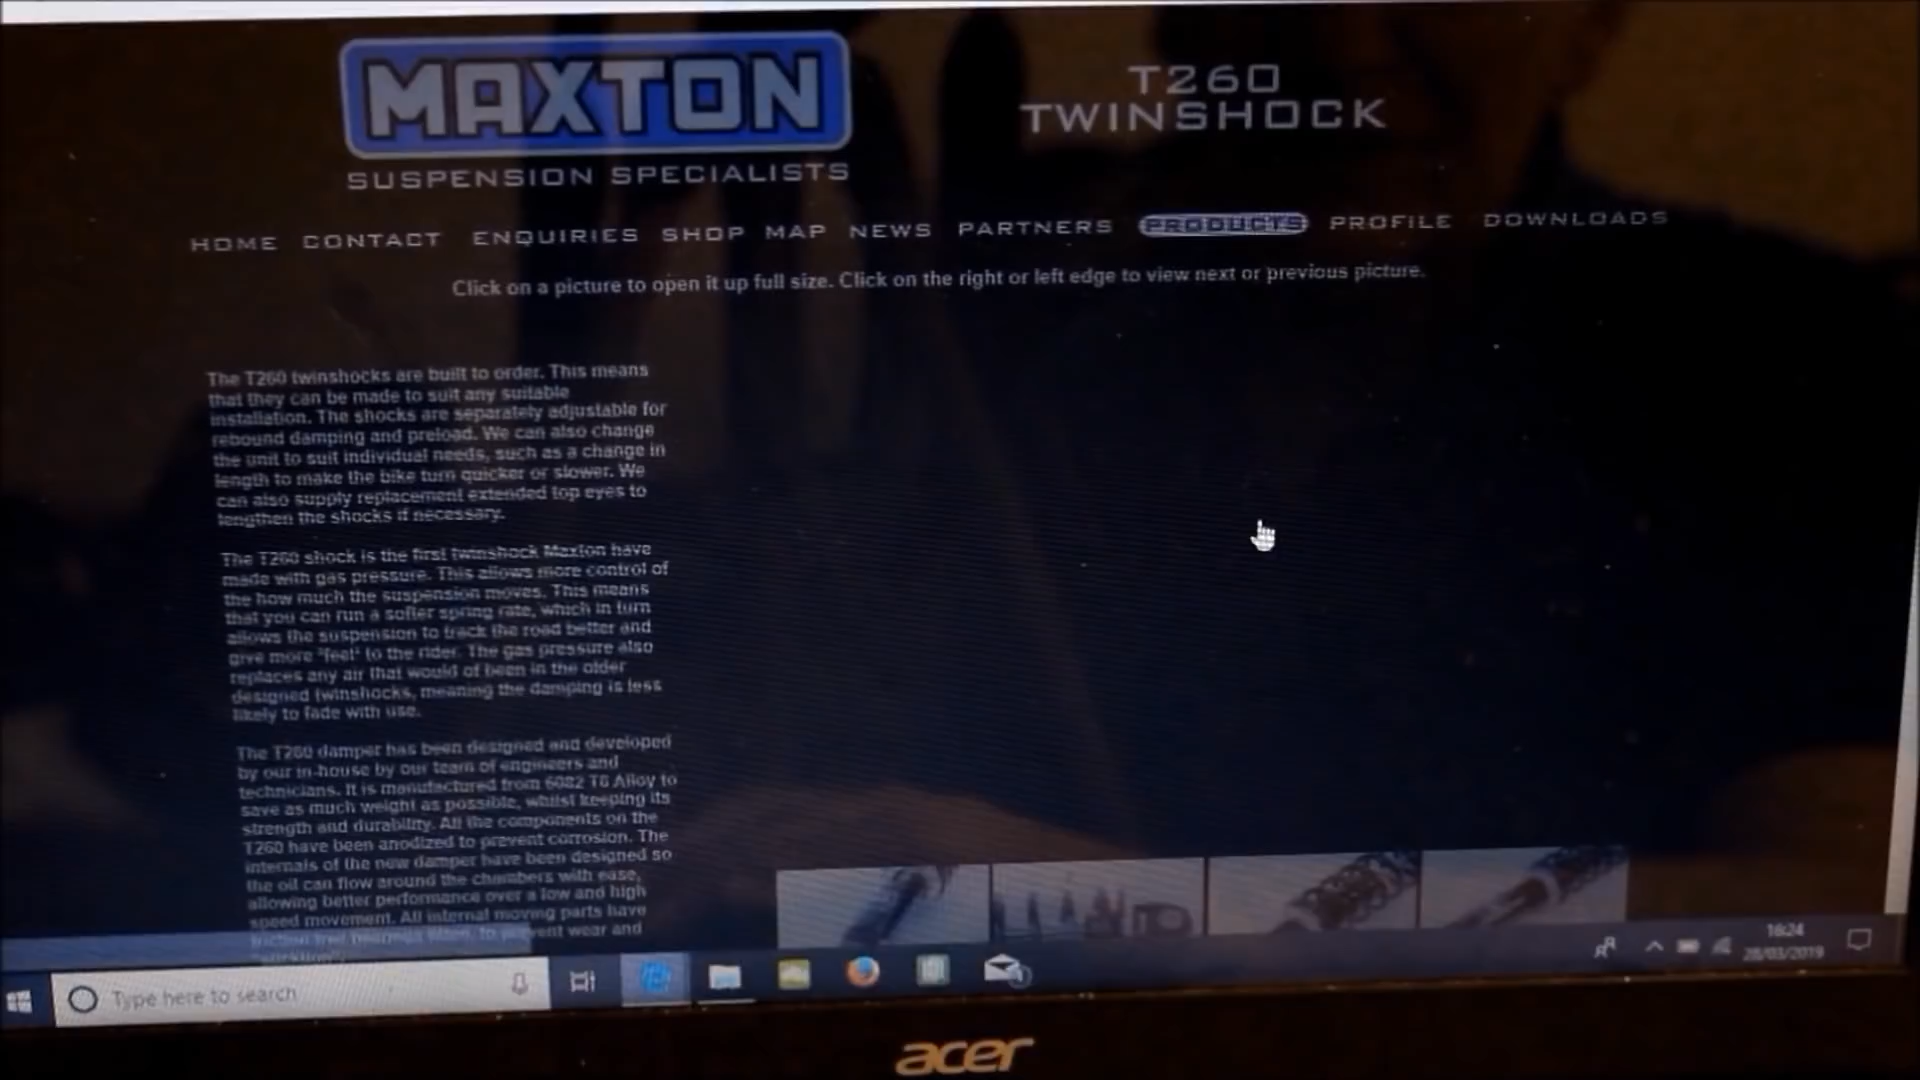 MAXTON
SUSPENSION SPECIALISTS
T260
TWINSHOCK
HOME CONTACT ENQUIRIES SHOP MAP NEWS PARTNERS PRODUCTS PROFILE DOWNLOADS
Click on a picture to open it up full size. Click on the right or left edge to view next or previous picture.
The T260 twinshocks are built to order. This means
that they can be made to suit any suitable
installation. The shocks are separately adjustable for
rebound damping and preload. We can also change
the unit to suit individual needs, such as a change in
length to make the bike turn quicker or slower. We
can also supply replacement extended top eyes to
lengthen the shocks if necessary.
The T260 shock is the first twinshock Maxton have
made with gas pressure. This allows more control of
the how much the suspension moves. This means
that you can run a softer spring rate, which in turn
allows the suspension to track the road better and
give more "feel" to the rider. The gas pressure also
replaces any air that would of been in the older
designed twinshocks, meaning the damping is less
likely to fade with use.
The T260 damper has been designed and developed
by our in-house by our team of engineers and
technicians. It is manufactured from 6082 T6 Alloy to
save as much weight as possible, whilst keeping its
strength and durability. All the components on the
T260 have been anodized to prevent corrosion. The
internals of the new damper have been designed so
the oil can flow around the chambers with ease,
allowing better performance over a low and high
speed movement. All internal moving parts have
to prevent wear and
"stiction".
Type here to search
16:24
28/03/2019
acer